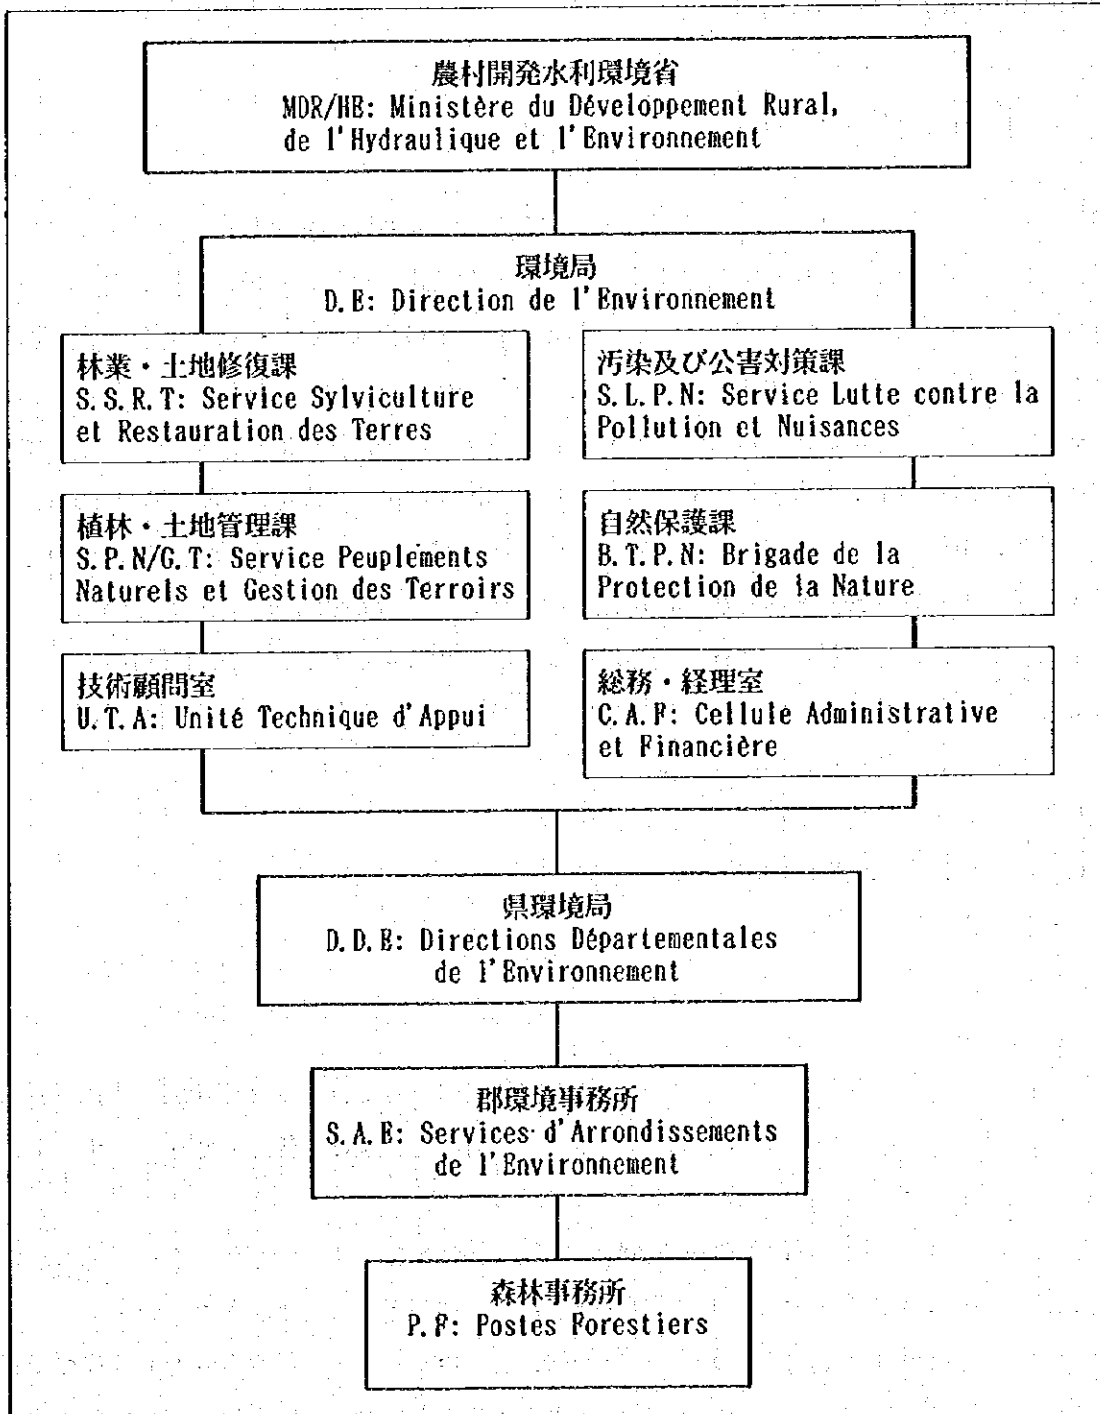 農村開発水利環境省
MDR/HE: Ministère du Développement Rural,
de l'Hydraulique et l'Environnement
環境局
D.E: Direction de l'Environnement
林業・土地修復課
S.S.R.T: Service Sylviculture
et Restauration des Terres
植林・土地管理課
S.P.N/G.T: Service Peuplements
Naturels et Gestion des Terroirs
技術顧問室
U.T.A: Unité Technique d'Appui
汚染及び公害対策課
S.L.P.N: Service Lutte contre la
Pollution et Nuisances
自然保護課
B.T.P.N: Brigade de la
Protection de la Nature
総務・経理室
C.A.F: Cellule Administrative
et Financière
県環境局
D.D.E: Directions Départementales
de l'Environnement
郡環境事務所
S.A.E: Services d'Arrondissements
de l'Environnement
森林事務所
P.F: Postes Forestiers